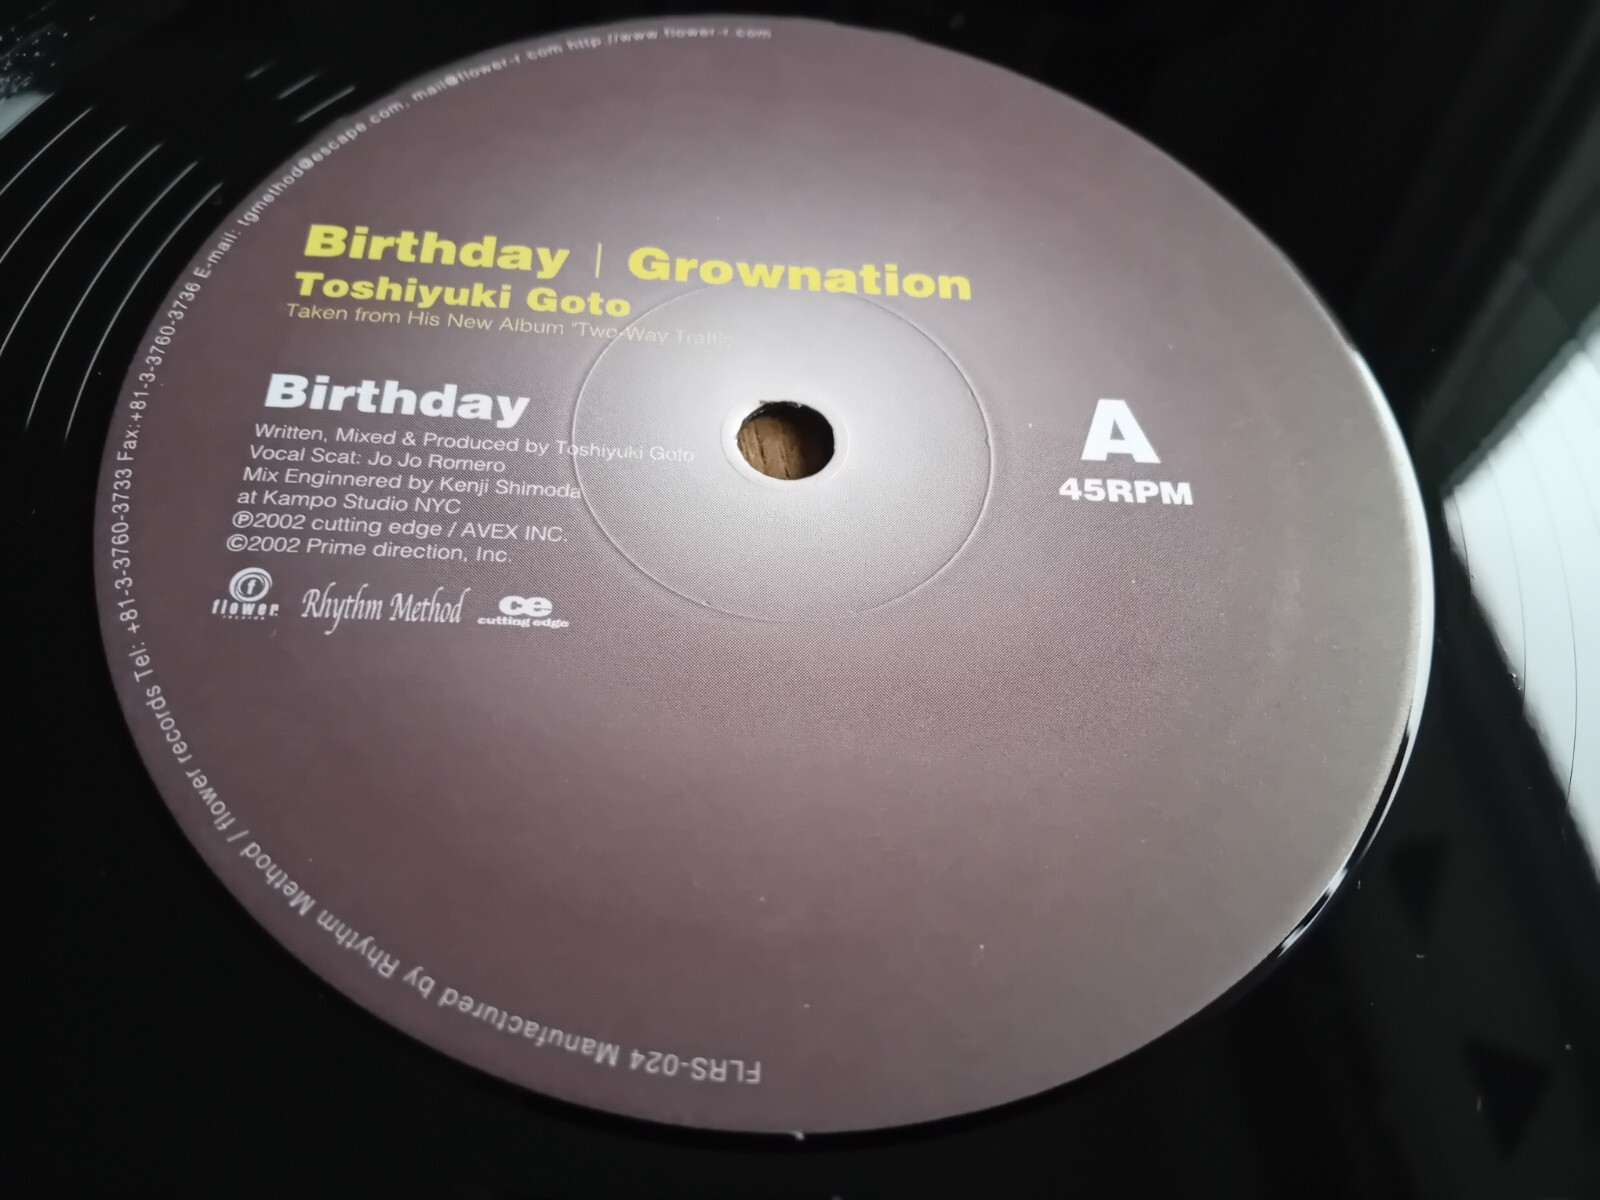 Birthday | Grownation
Toshiyuki Goto
Taken from His New Album "Two-Way Traffic
Birthday
Written, Mixed & Produced by Toshiyuki Goto
Vocal Scat: Jo Jo Romero
Mix Enginnered by Kenji Shimoda
at Kampo Studio NYC
℗2002 cutting edge / AVEX INC.
©2002 Prime direction, Inc.
f flower records
Rhythm Method
ce cutting edge
A
45RPM
FLRS-024 Manufactured by Rhythm Method / flower records Tel: +81-3-3760-3733 Fax:+81-3-3760-3736 E-mail: tgmethod@escape.com, mail@flower-r.com http://www.flower-r.com